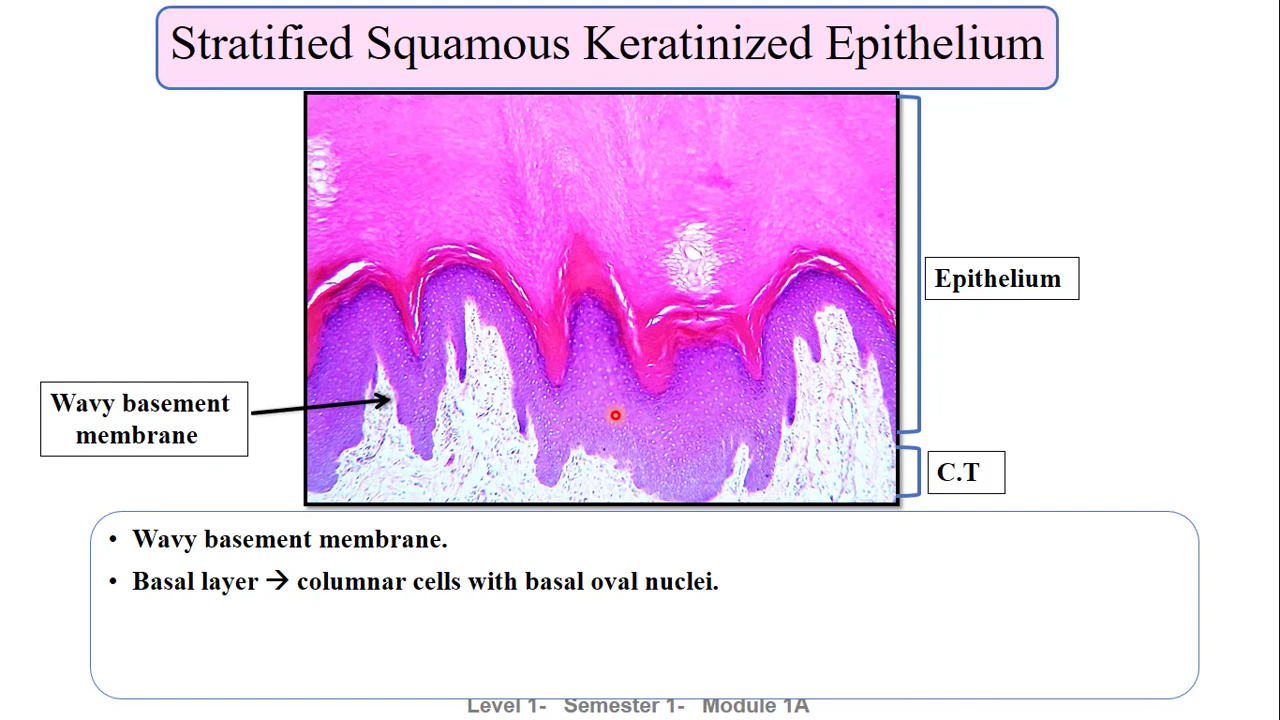 Stratified Squamous Keratinized Epithelium
Epithelium
Wavy basement
membrane
C.T
• Wavy basement membrane.
• Basal layer → columnar cells with basal oval nuclei.
Level 1- Semester 1- Module 1A